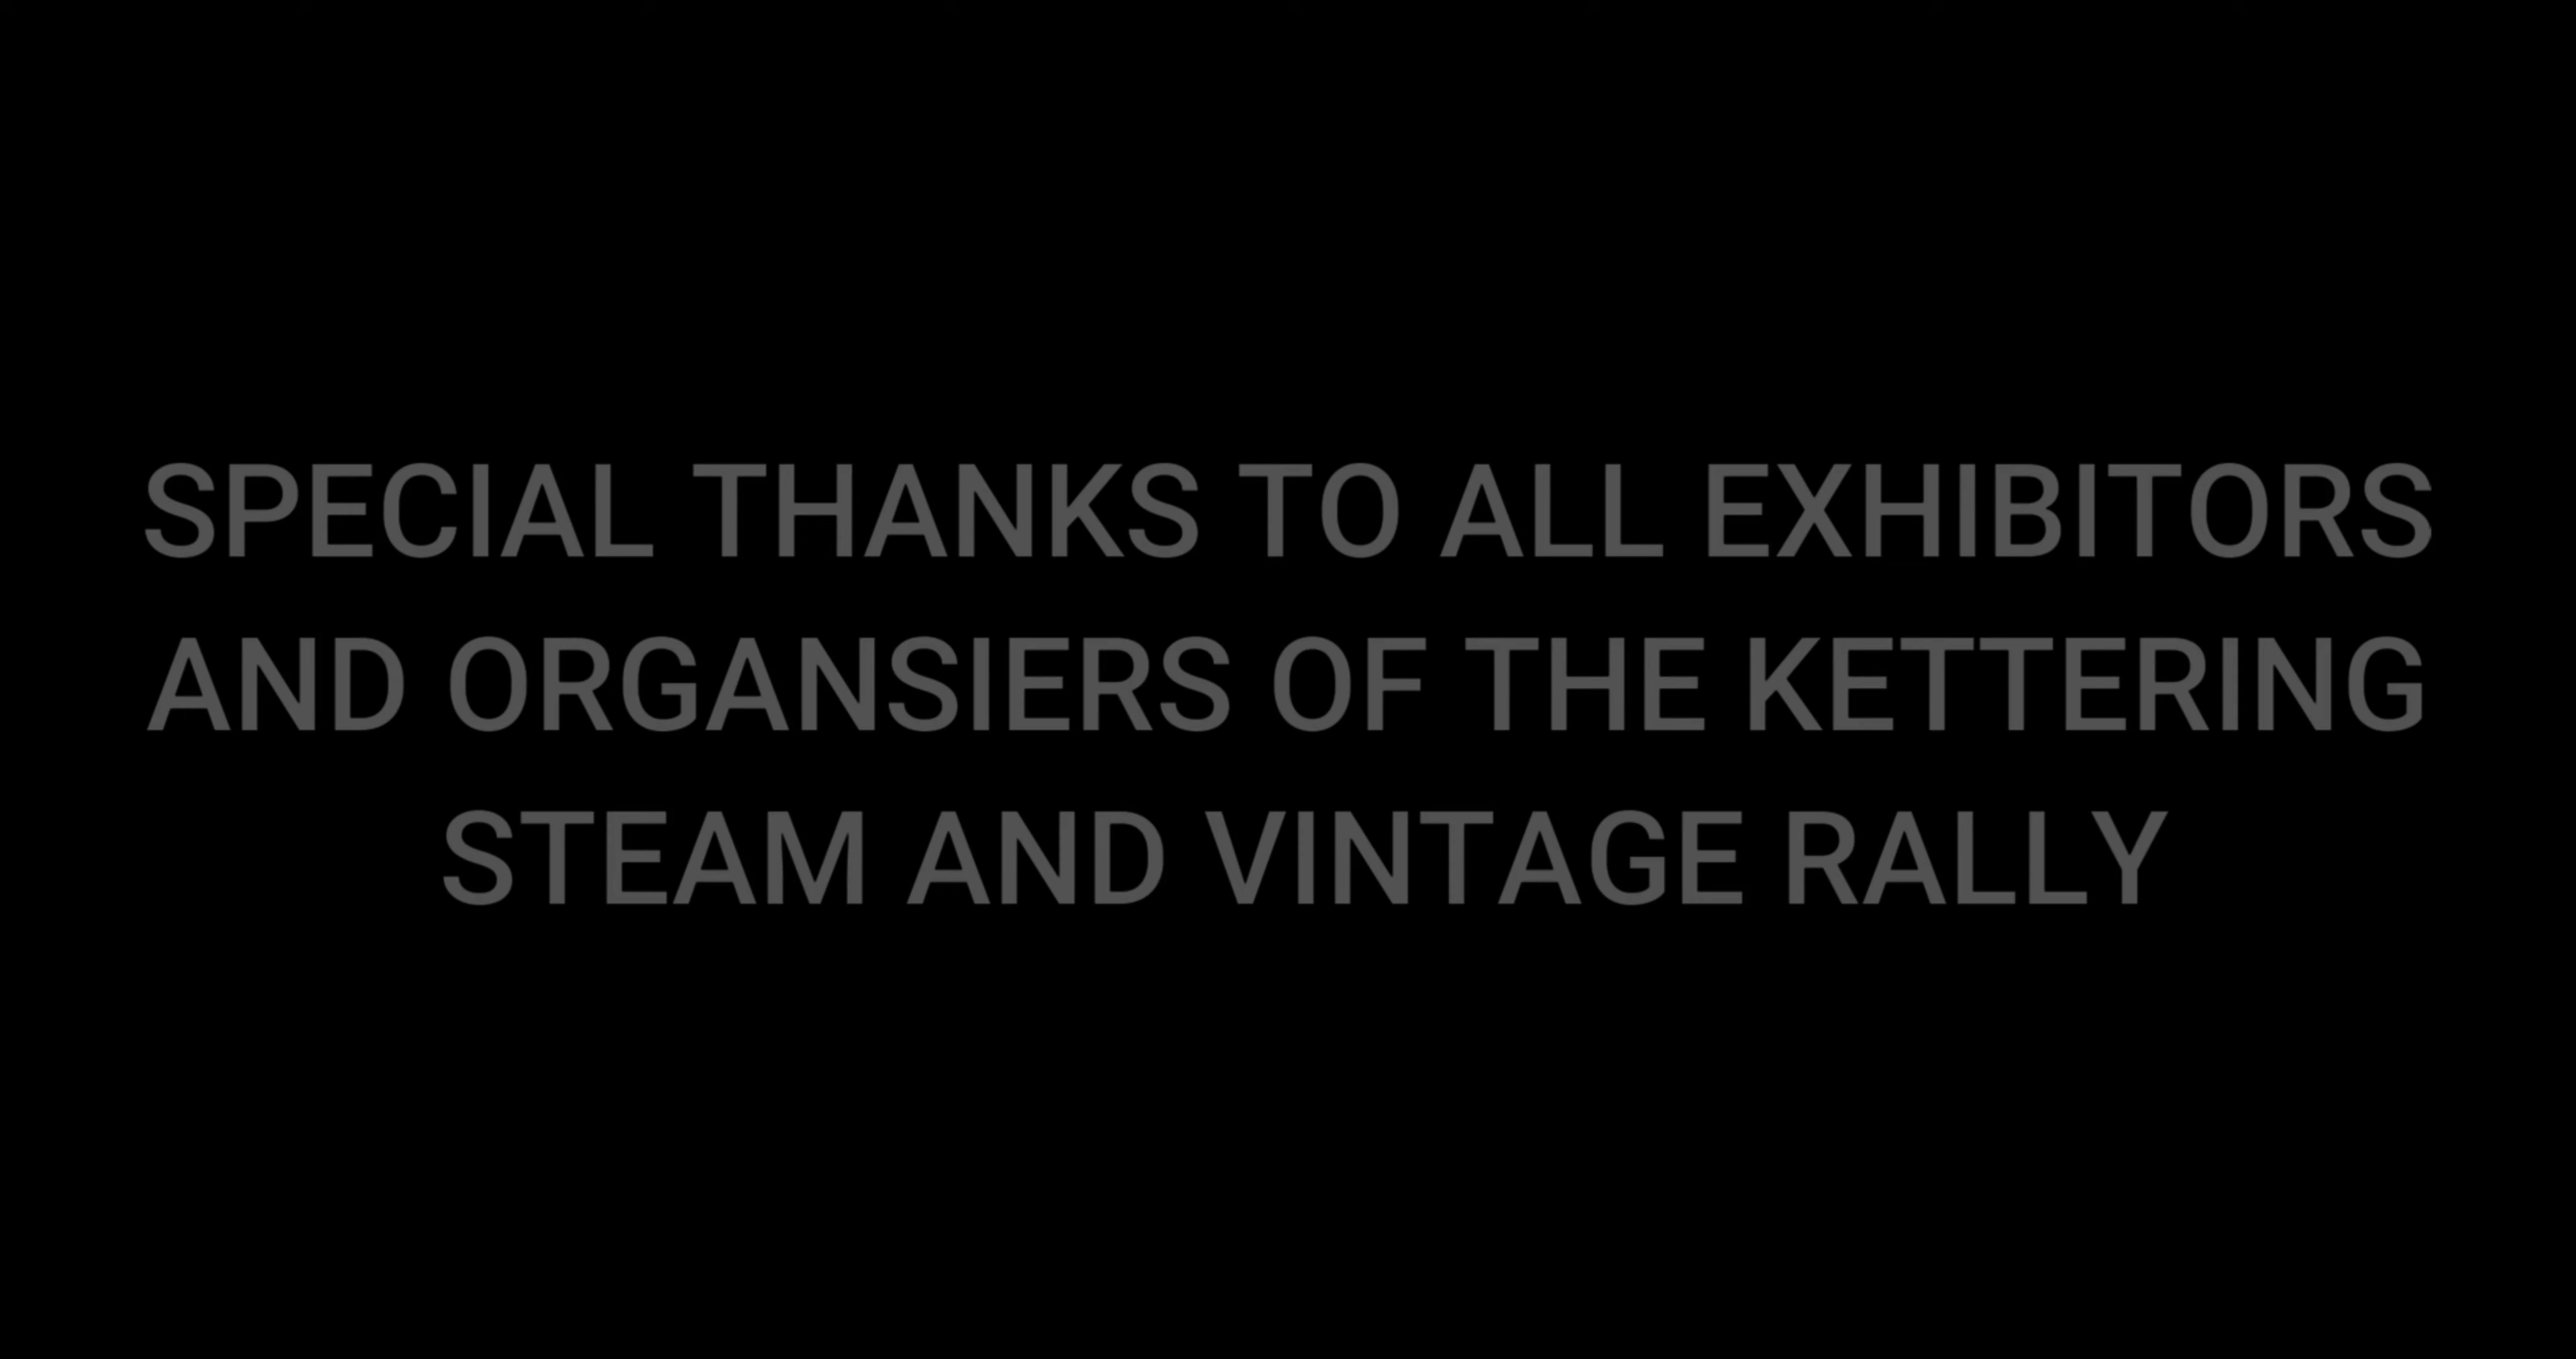 SPECIAL THANKS TO ALL EXHIBITORS
AND ORGANSIERS OF THE KETTERING
STEAM AND VINTAGE RALLY